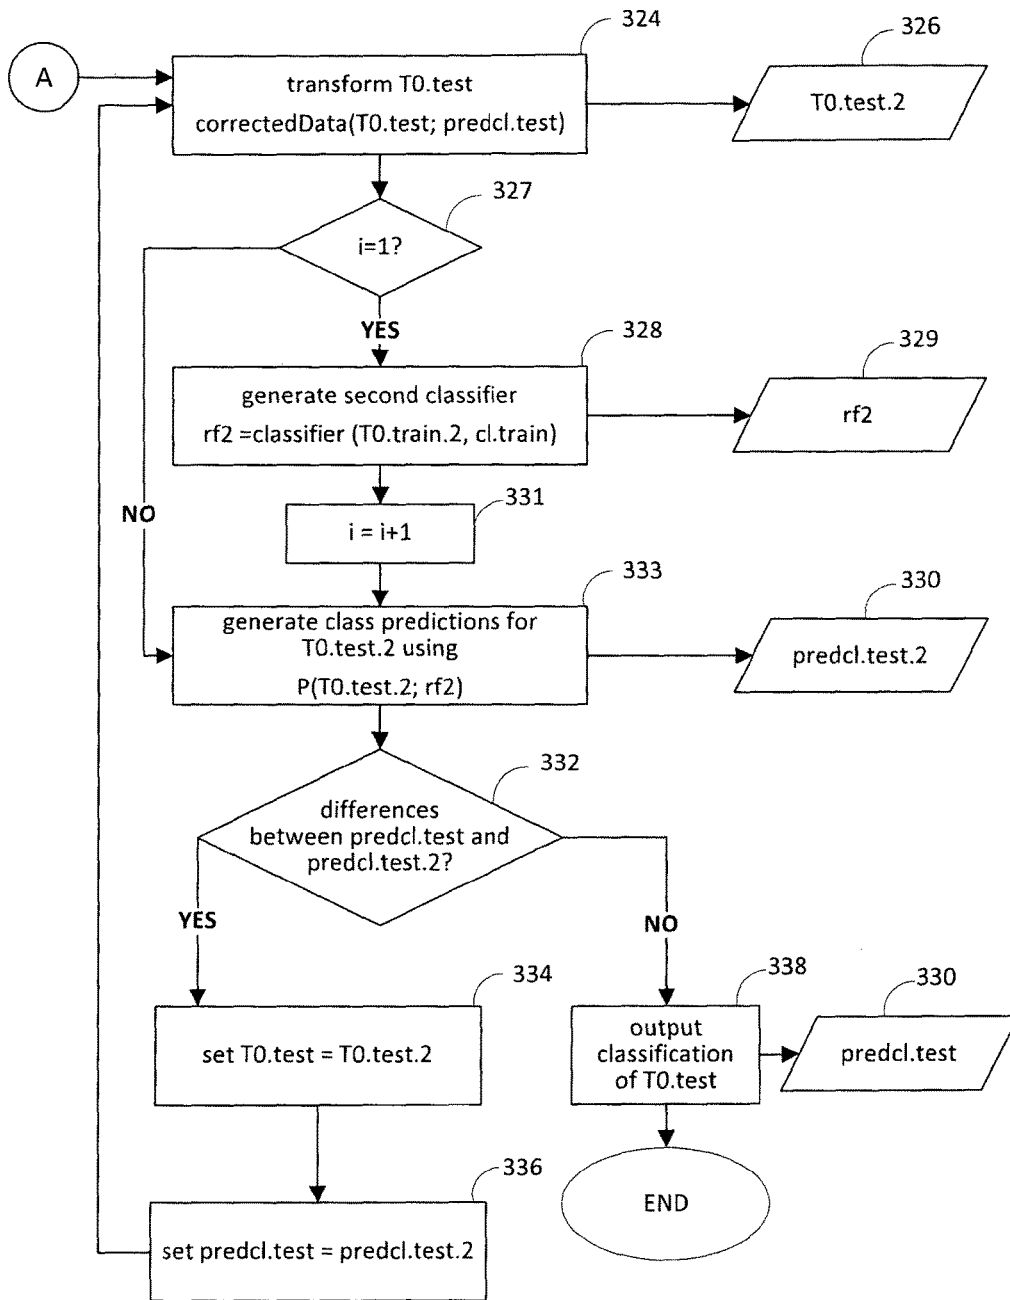 324
326
A
transform T0.test
correctedData(T0.test; predcl.test)
T0.test.2
327
i=1?
YES
328
329
generate second classifier
rf2 =classifier (T0.train.2, cl.train)
rf2
331
NO
i = i+1
333
330
generate class predictions for
T0.test.2 using
P(T0.test.2; rf2)
predcl.test.2
332
differences
between predcl.test and
predcl.test.2?
YES
NO
334
338
330
set T0.test = T0.test.2
output
classification
of T0.test
predcl.test
336
END
set predcl.test = predcl.test.2